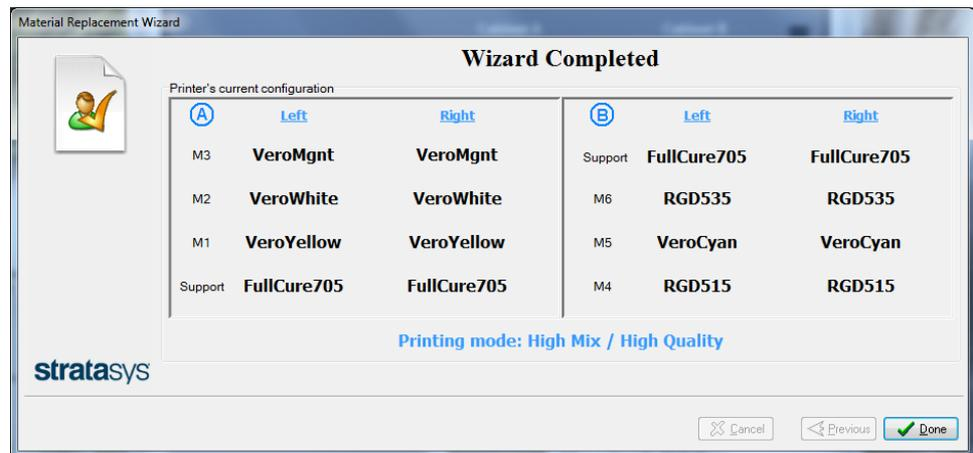 Material Replacement Wizard
Wizard Completed
Printer's current configuration
A Left Right
M3 VeroMgnt VeroMgnt
M2 VeroWhite VeroWhite
M1 VeroYellow VeroYellow
Support FullCure705 FullCure705
B Left Right
Support FullCure705 FullCure705
M6 RGD535 RGD535
M5 VeroCyan VeroCyan
M4 RGD515 RGD515
Printing mode: High Mix / High Quality
stratasys
Cancel Previous Done